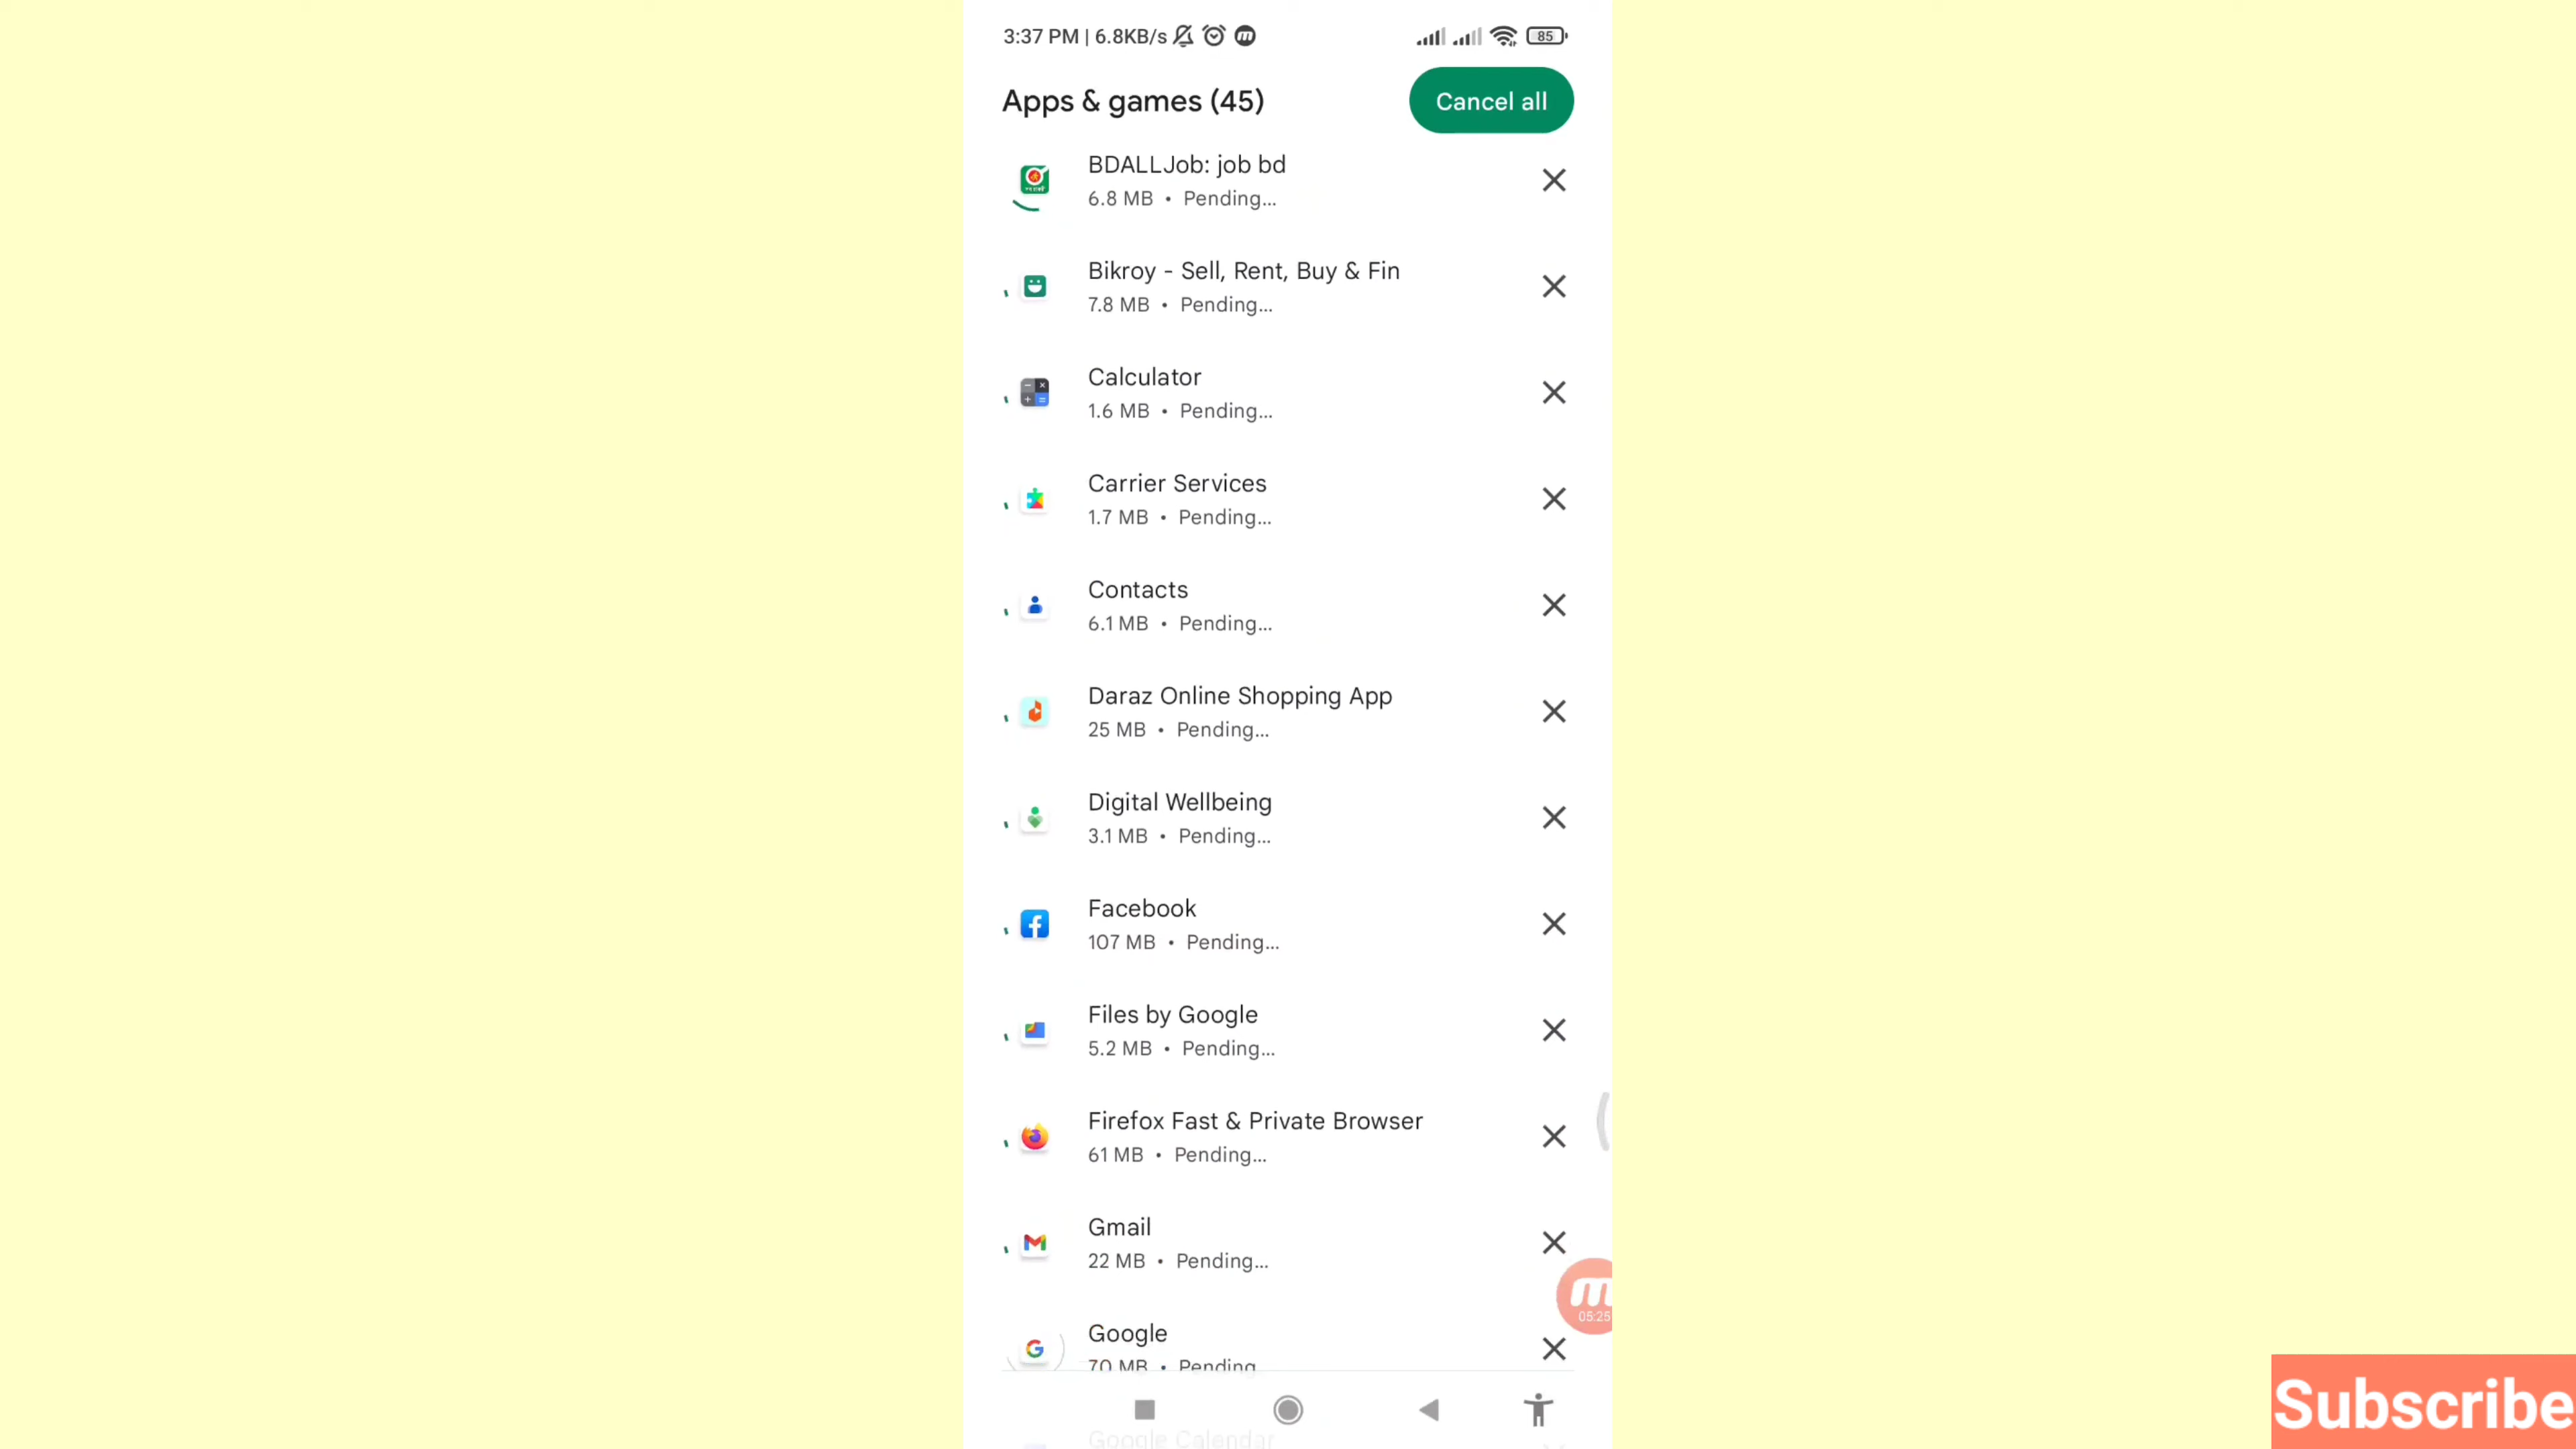 3:37 PM | 6.8KB/s
85
Apps & games (45)
Cancel all
BDALLJob: job bd
6.8 MB • Pending...
Bikroy - Sell, Rent, Buy & Fin
7.8 MB • Pending...
Calculator
1.6 MB • Pending...
Carrier Services
1.7 MB • Pending...
Contacts
6.1 MB • Pending...
Daraz Online Shopping App
25 MB • Pending...
Digital Wellbeing
3.1 MB • Pending...
Facebook
107 MB • Pending...
Files by Google
5.2 MB • Pending...
Firefox Fast & Private Browser
61 MB • Pending...
Gmail
22 MB • Pending...
05:25
Google
70 MB • Pending
Google Calendar
Subscribe